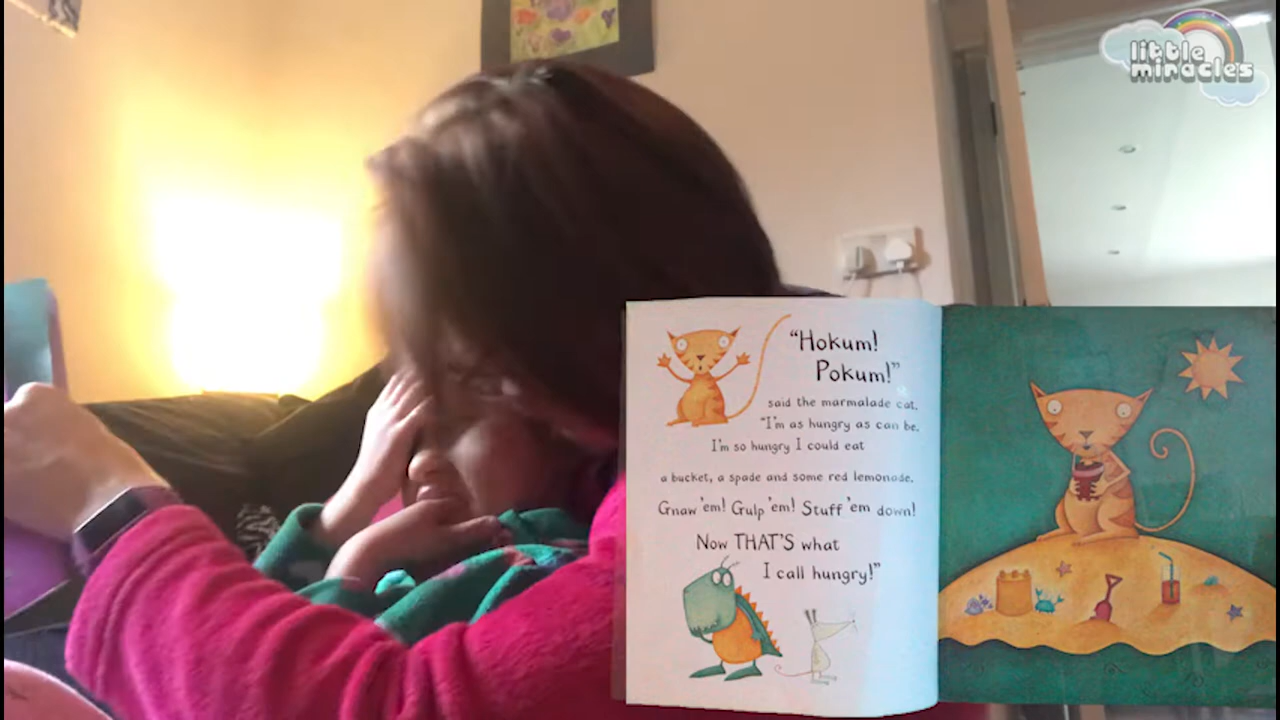 little
miracles
"Hokum!
Pokum!"
said the marmalade cat.
"I'm as hungry as can be.
I'm so hungry I could eat
a bucket, a spade and some red lemonade.
Gnaw 'em! Gulp 'em! Stuff 'em down!
Now THAT'S what
I call hungry!"